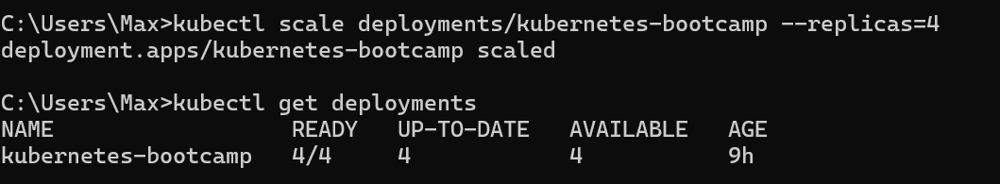 C:\Users\Max>kubectl scale deployments/kubernetes-bootcamp --replicas=4
deployment.apps/kubernetes-bootcamp scaled
C:\Users\Max>kubectl get deployments
NAME READY UP-TO-DATE AVAILABLE AGE
kubernetes-bootcamp 4/4 4 4 9h